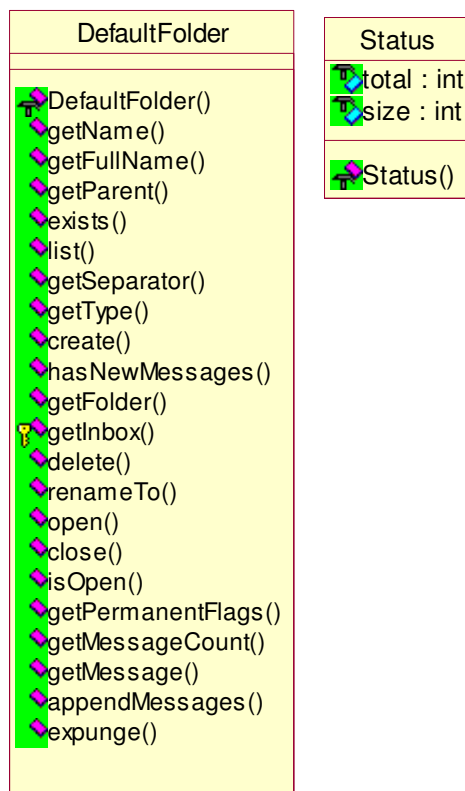 DefaultFolder
DefaultFolder()
getName()
getFullName()
getParent()
exists()
list()
getSeparator()
getType()
create()
hasNewMessages()
getFolder()
getInbox()
delete()
renameTo()
open()
close()
isOpen()
getPermanentFlags()
getMessageCount()
getMessage()
appendMessages()
expunge()
Status
total : int
size : int
Status()